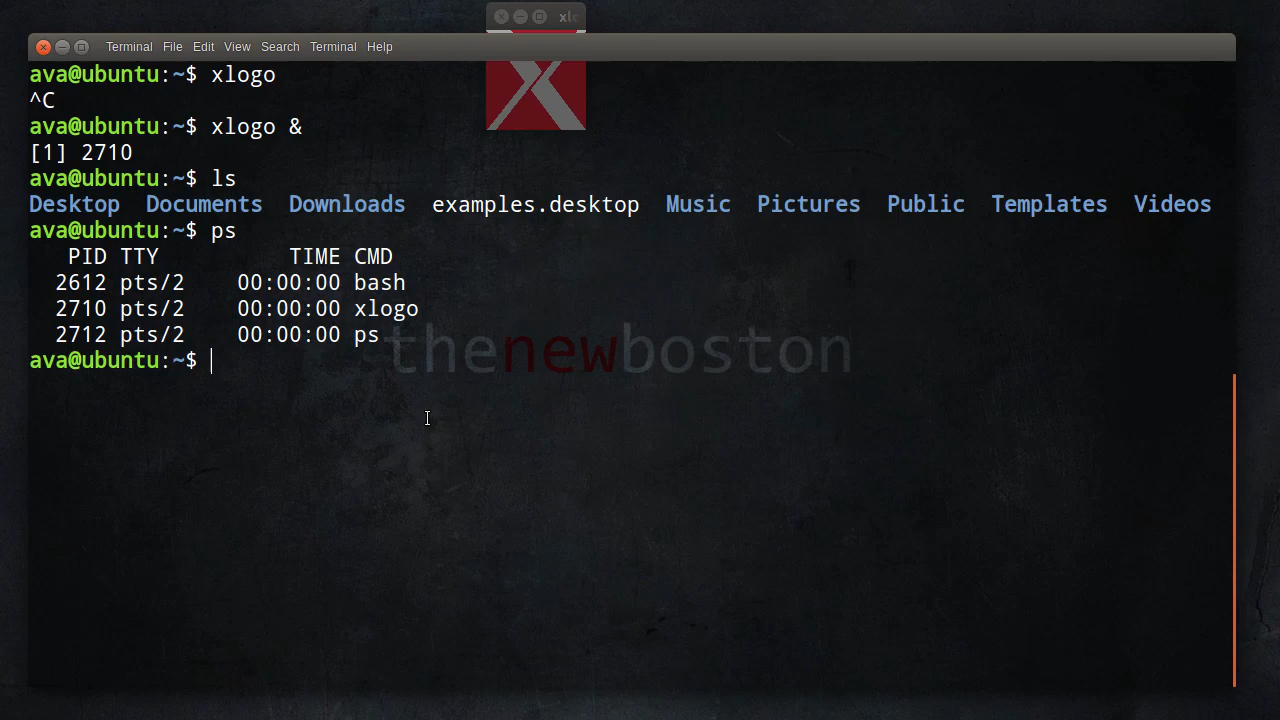 xlo
Terminal File Edit View Search Terminal Help
ava@ubuntu:~$ xlogo
^C
ava@ubuntu:~$ xlogo &
[1] 2710
ava@ubuntu:~$ ls
Desktop Documents Downloads examples.desktop Music Pictures Public Templates Videos
ava@ubuntu:~$ ps
PID TTY TIME CMD
2612 pts/2 00:00:00 bash
2710 pts/2 00:00:00 xlogo
2712 pts/2 00:00:00 ps
ava@ubuntu:~$
thenewboston